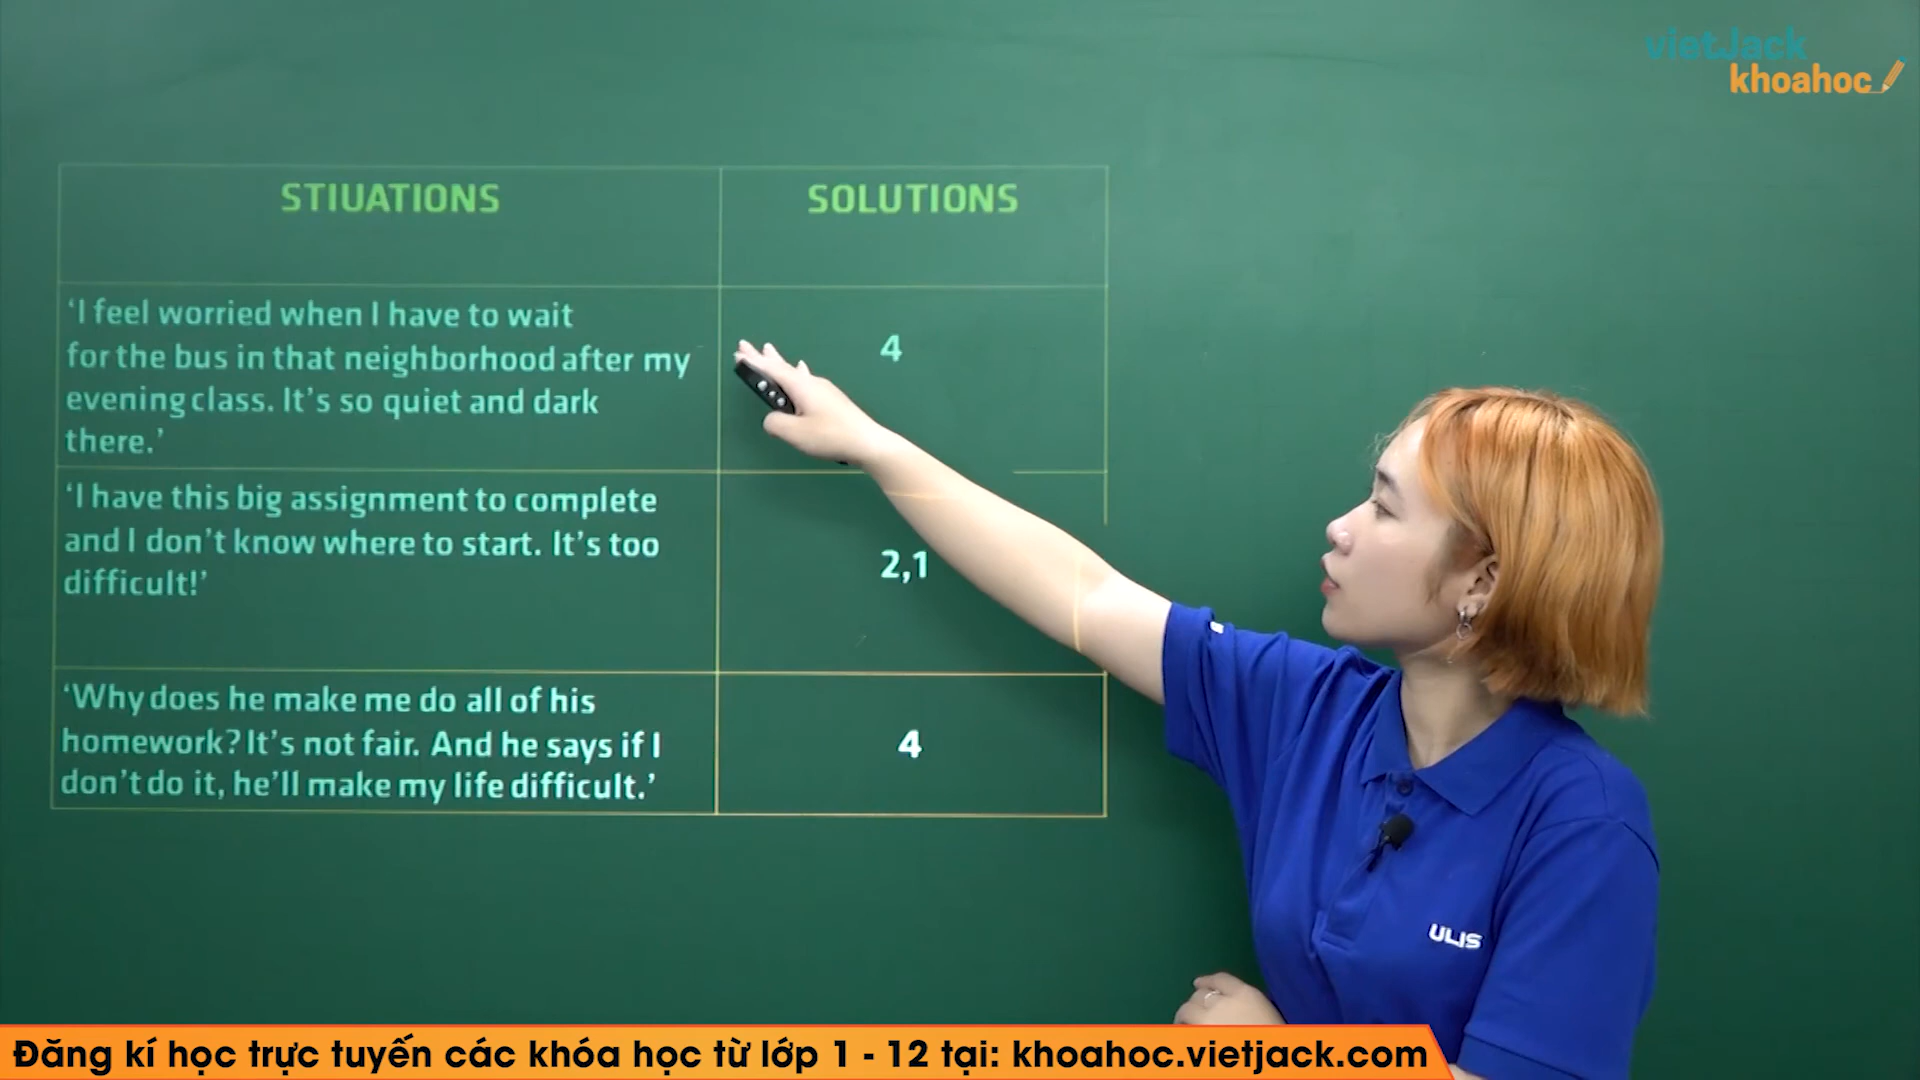 vietJack
khoahoc
STIUATIONS
SOLUTIONS
‘I feel worried when I have to wait
for the bus in that neighborhood after my
evening class. It’s so quiet and dark
there.’
4
‘I have this big assignment to complete
and I don’t know where to start. It’s too
difficult!’
2,1
‘Why does he make me do all of his
homework? It’s not fair. And he says if I
don’t do it, he’ll make my life difficult.’
4
ULIS
Đăng kí học trực tuyến các khóa học từ lớp 1 - 12 tại: khoahoc.vietjack.com